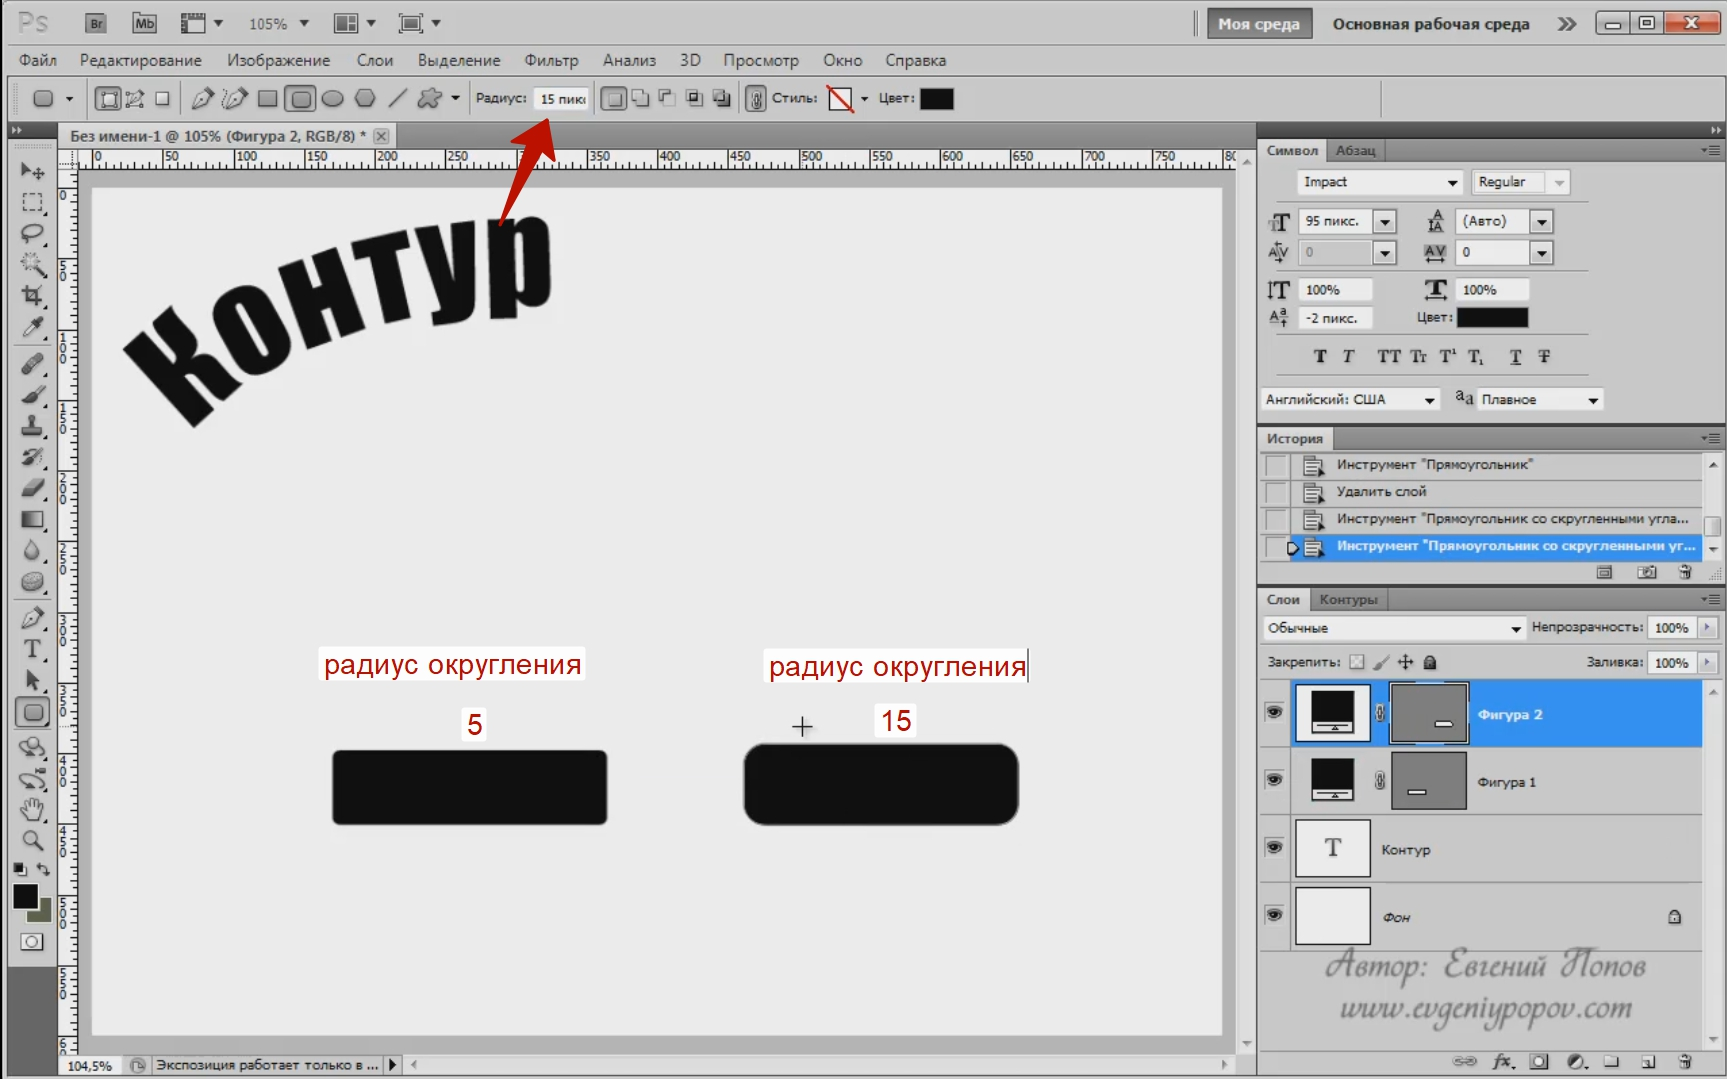 Ps Br Mb 105% Моя среда Основная рабочая среда
Файл Редактирование Изображение Слои Выделение Фильтр Анализ 3D Просмотр Окно Справка
Радиус: 15 пикс Стиль: Цвет:
Без имени-1 @ 105% (Фигура 2, RGB/8) *
0 50 100 150 200 250 300 350 400 450 500 550 600 650 700 750
Контур
радиус округления
радиус округления
5
15
104,5% Экспозиция работает только в ...
Символ Абзац
Impact Regular
95 пикс. (Авто)
0 0
100% 100%
-2 пикс. Цвет:
T T TT Tт T¹ T₁ T T
Английский: США aа Плавное
История
Инструмент "Прямоугольник"
Удалить слой
Инструмент "Прямоугольник со скругленными угла...
Инструмент "Прямоугольник со скругленными уг...
Слои Контуры
Обычные Непрозрачность: 100%
Закрепить: Заливка: 100%
Фигура 2
Фигура 1
T Контур
Фон
Автор: Евгений Попов
www.evgeniypopov.com